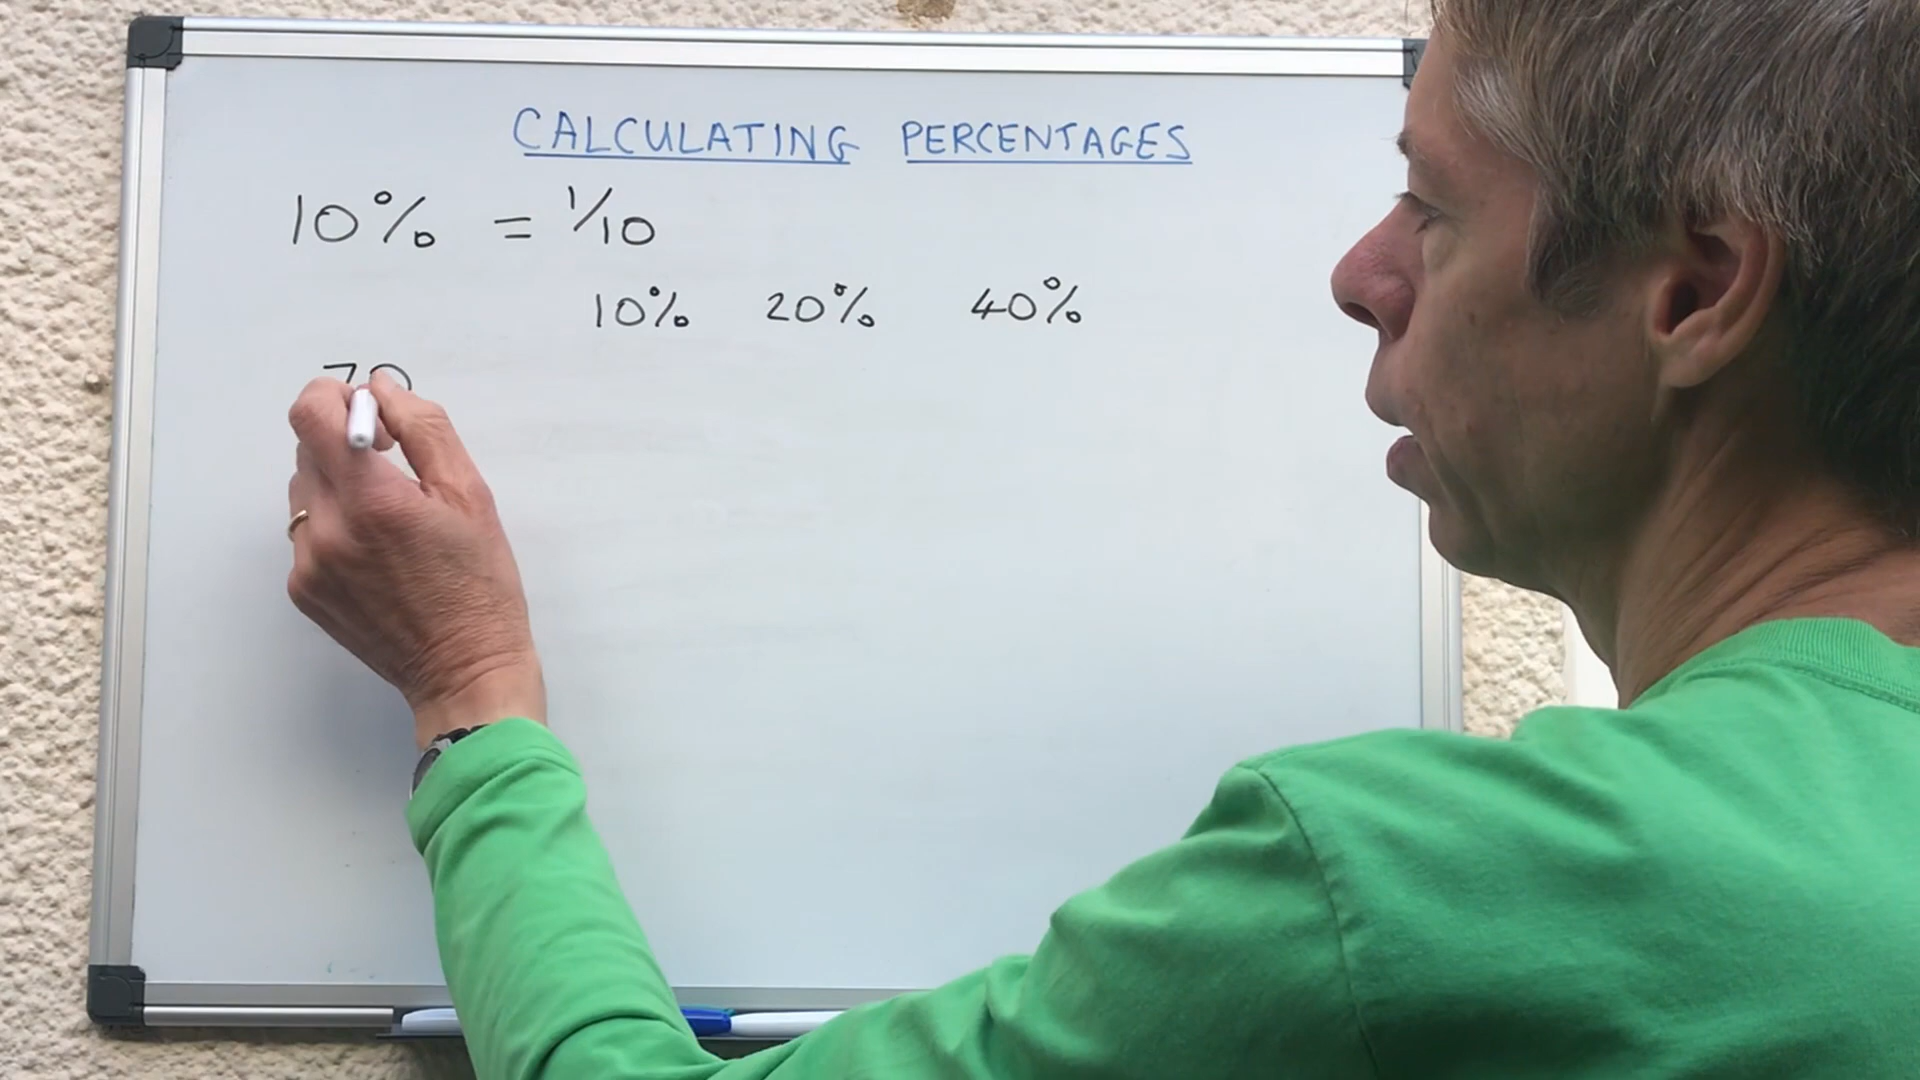 CALCULATING PERCENTAGES
10% = 1/10
10% 20% 40%